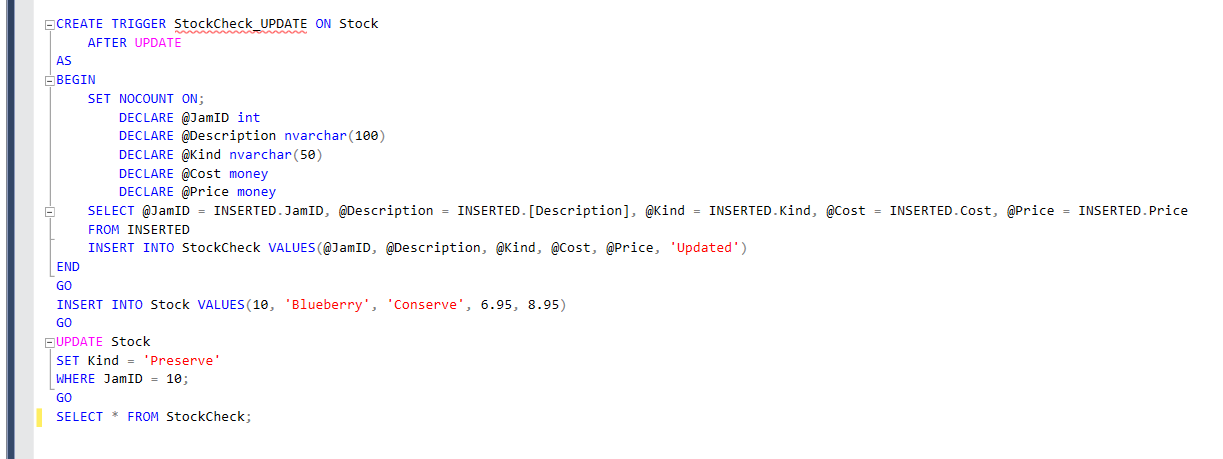 CREATE TRIGGER StockCheck_UPDATE ON Stock
AFTER UPDATE
AS
BEGIN
SET NOCOUNT ON;
DECLARE @JamID int
DECLARE @Description nvarchar(100)
DECLARE @Kind nvarchar(50)
DECLARE @Cost money
DECLARE @Price money
SELECT @JamID = INSERTED.JamID, @Description = INSERTED.[Description], @Kind = INSERTED.Kind, @Cost = INSERTED.Cost, @Price = INSERTED.Price
FROM INSERTED
INSERT INTO StockCheck VALUES(@JamID, @Description, @Kind, @Cost, @Price, 'Updated')
END
GO
INSERT INTO Stock VALUES(10, 'Blueberry', 'Conserve', 6.95, 8.95)
GO
UPDATE Stock
SET Kind = 'Preserve'
WHERE JamID = 10;
GO
SELECT * FROM StockCheck;